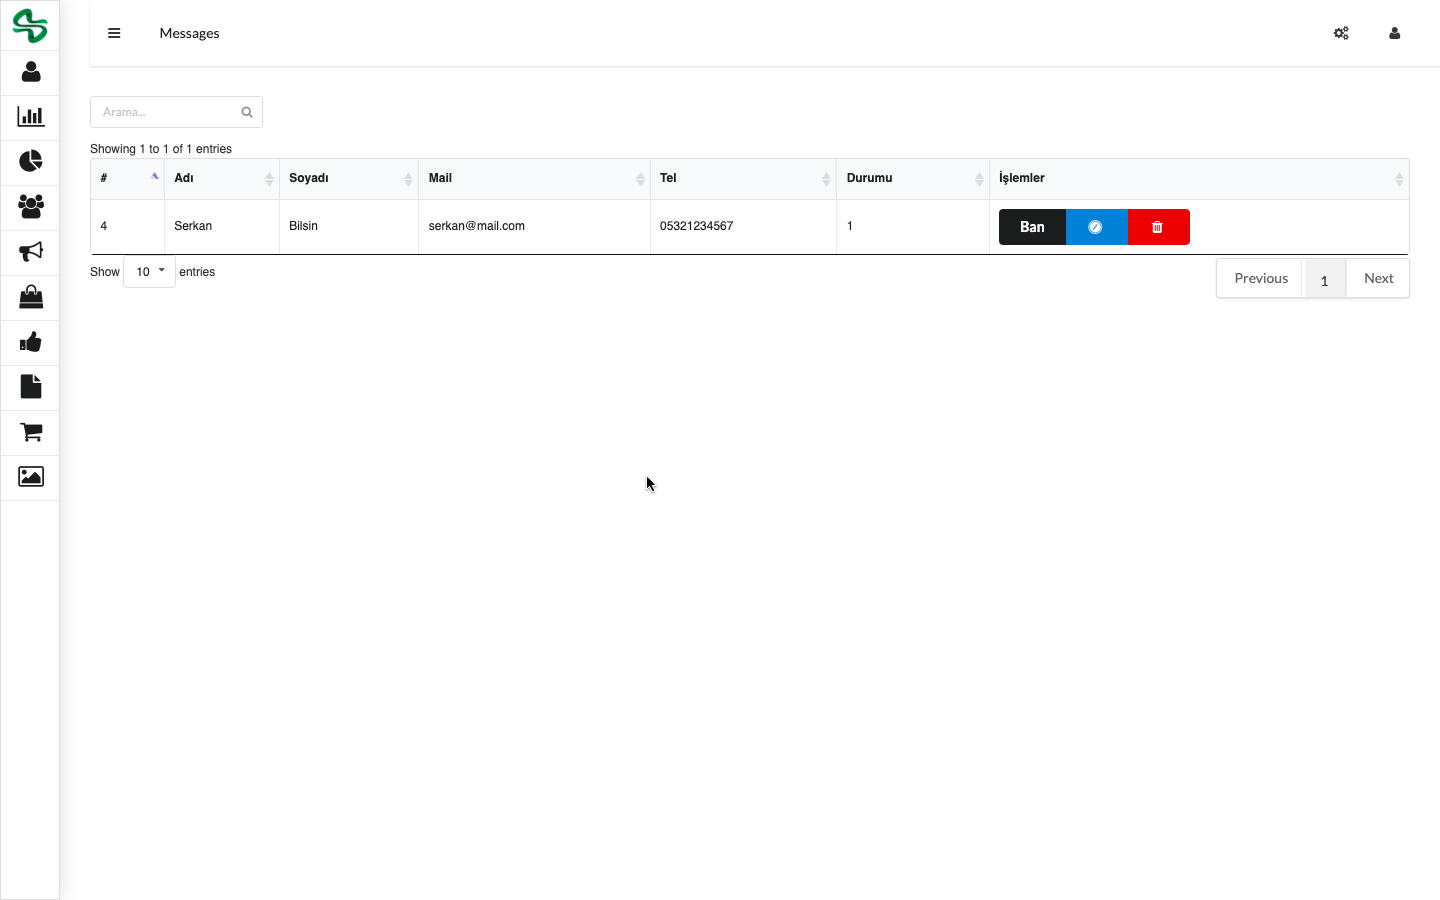 Messages
Arama...
Showing 1 to 1 of 1 entries
# Adı Soyadı Mail Tel Durumu İşlemler
4 Serkan Bilsin serkan@mail.com 05321234567 1 Ban
Show 10 entries
Previous 1 Next